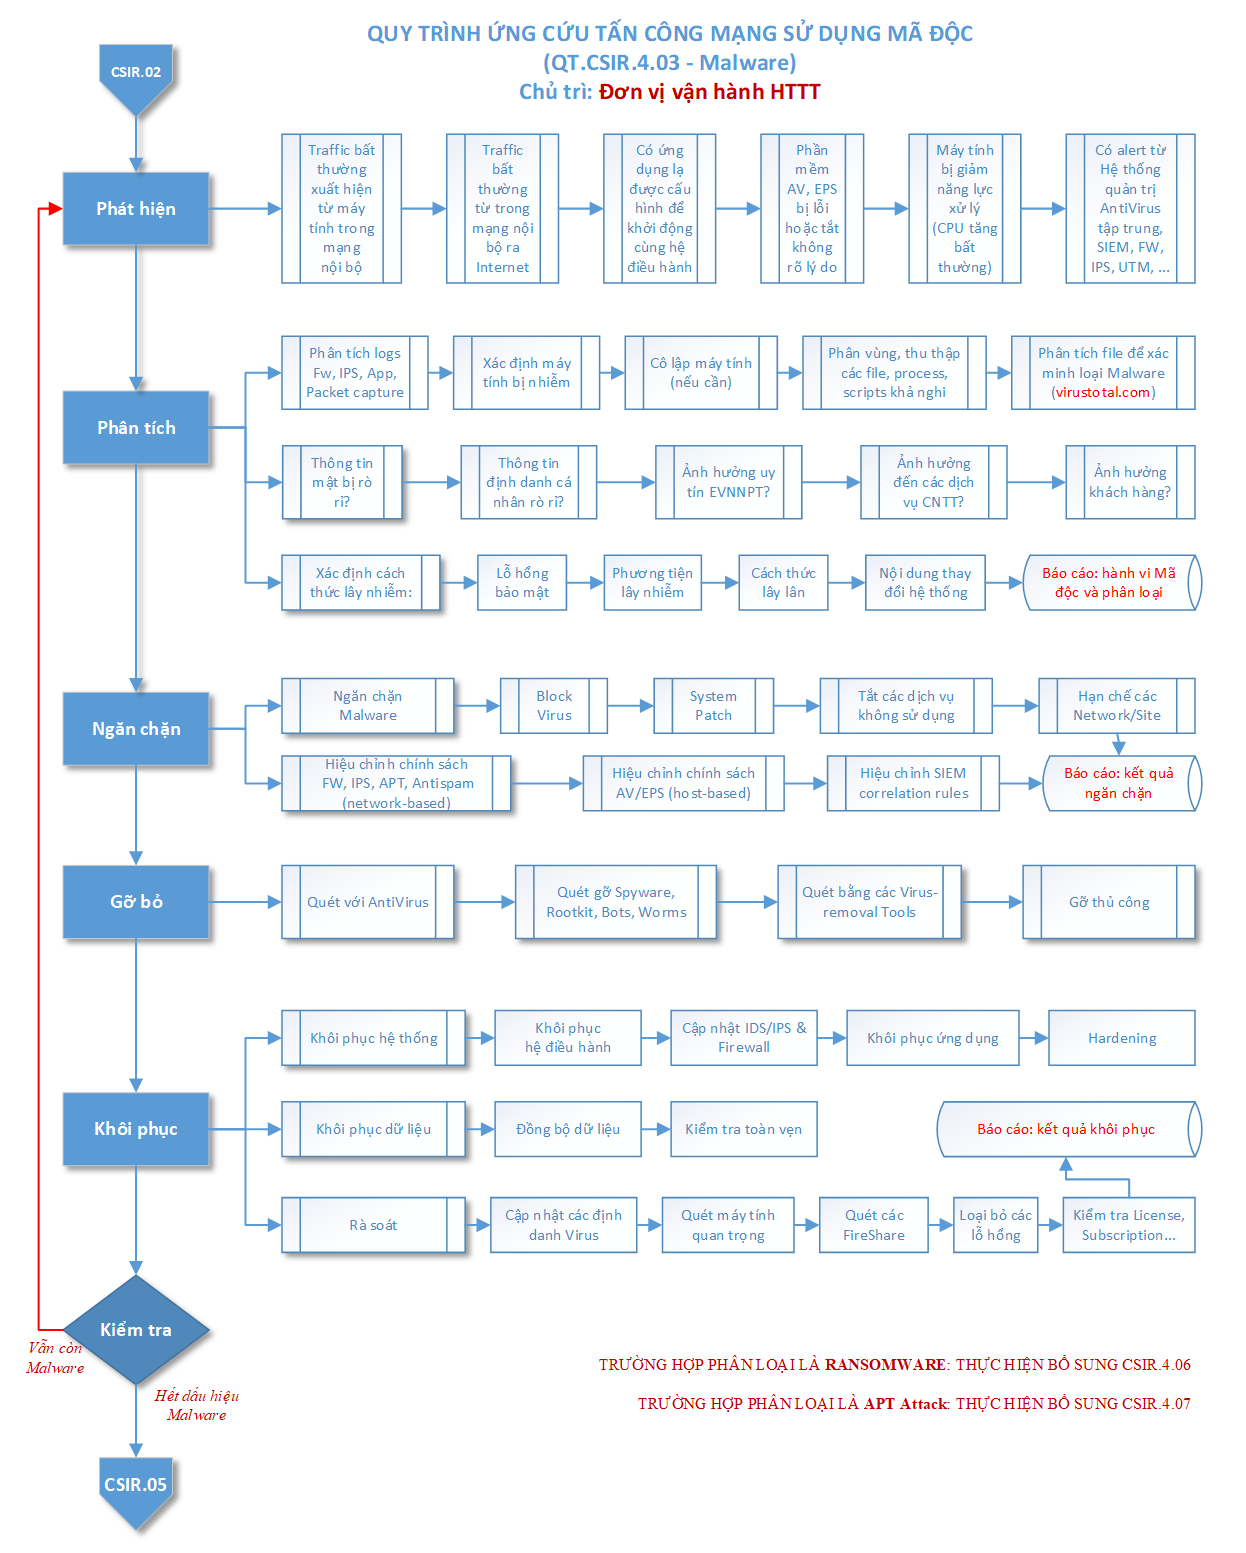 QUY TRÌNH ỨNG CỨU TẤN CÔNG MẠNG SỬ DỤNG MÃ ĐỘC
(QT.CSIR.4.03 - Malware)
Chủ trì: Đơn vị vận hành HTTT
CSIR.02
Phát hiện
Traffic bất
thường
xuất hiện
từ máy
tính trong
mạng
nội bộ
Traffic
bất
thường
từ trong
mạng nội
bộ ra
Internet
Có ứng
dụng lạ
được cấu
hình để
khởi động
cùng hệ
điều hành
Phần
mềm
AV, EPS
bị lỗi
hoặc tắt
không
rõ lý do
Máy tính
bị giảm
năng lực
xử lý
(CPU tăng
bất
thường)
Có alert từ
Hệ thống
quản trị
AntiVirus
tập trung,
SIEM, FW,
IPS, UTM, ...
Phân tích
Phân tích logs
Fw, IPS, App,
Packet capture
Xác định máy
tính bị nhiễm
Cô lập máy tính
(nếu cần)
Phân vùng, thu thập
các file, process,
scripts khả nghi
Phân tích file để xác
minh loại Malware
(virustotal.com)
Thông tin
mật bị rò
rỉ?
Thông tin
định danh cá
nhân rò rỉ?
Ảnh hưởng uy
tín EVNNPT?
Ảnh hưởng
đến các dịch
vụ CNTT?
Ảnh hưởng
khách hàng?
Xác định cách
thức lây nhiễm:
Lỗ hổng
bảo mật
Phương tiện
lây nhiễm
Cách thức
lây lân
Nội dung thay
đổi hệ thống
Báo cáo: hành vi Mã
độc và phân loại
Ngăn chặn
Ngăn chặn
Malware
Block
Virus
System
Patch
Tắt các dịch vụ
không sử dụng
Hạn chế các
Network/Site
Hiệu chỉnh chính sách
FW, IPS, APT, Antispam
(network-based)
Hiệu chỉnh chính sách
AV/EPS (host-based)
Hiệu chỉnh SIEM
correlation rules
Báo cáo: kết quả
ngăn chặn
Gỡ bỏ
Quét với AntiVirus
Quét gỡ Spyware,
Rootkit, Bots, Worms
Quét bằng các Virus-
removal Tools
Gỡ thủ công
Khôi phục
Khôi phục hệ thống
Khôi phục
hệ điều hành
Cập nhật IDS/IPS &
Firewall
Khôi phục ứng dụng
Hardening
Khôi phục dữ liệu
Đồng bộ dữ liệu
Kiểm tra toàn vẹn
Báo cáo: kết quả khôi phục
Rà soát
Cập nhật các định
danh Virus
Quét máy tính
quan trọng
Quét các
FireShare
Loại bỏ các
lỗ hổng
Kiểm tra License,
Subscription...
Kiểm tra
Vẫn còn
Malware
Hết dấu hiệu
Malware
TRƯỜNG HỢP PHÂN LOẠI LÀ RANSOMWARE: THỰC HIỆN BỔ SUNG CSIR.4.06
TRƯỜNG HỢP PHÂN LOẠI LÀ APT Attack: THỰC HIỆN BỔ SUNG CSIR.4.07
CSIR.05